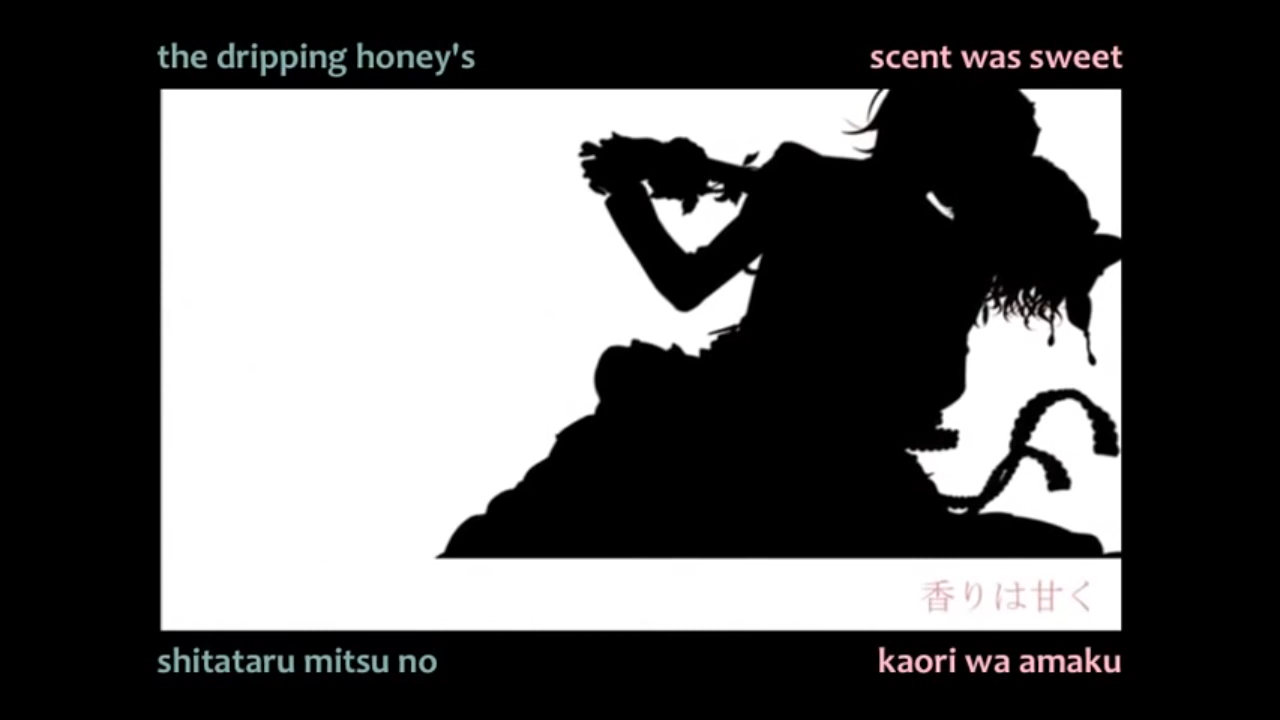 the dripping honey's
scent was sweet
香りは甘く
shitataru mitsu no
kaori wa amaku